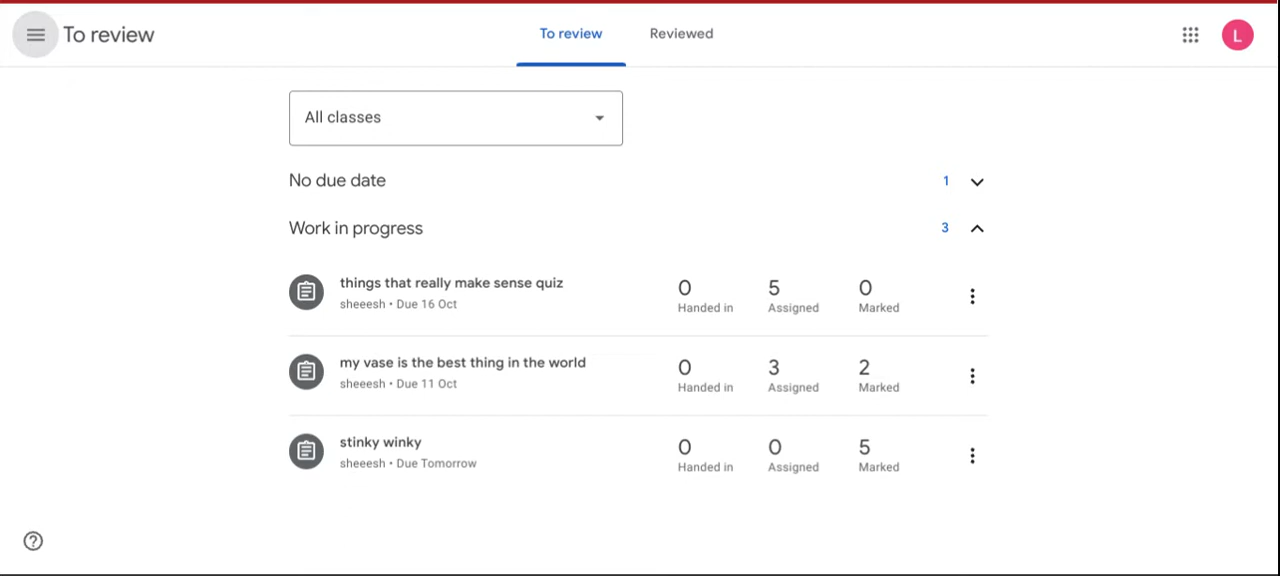 To review
To review
Reviewed
L
All classes
No due date
1
Work in progress
3
things that really make sense quiz
sheeesh • Due 16 Oct
0
Handed in
5
Assigned
0
Marked
my vase is the best thing in the world
sheeesh • Due 11 Oct
0
Handed in
3
Assigned
2
Marked
stinky winky
sheeesh • Due Tomorrow
0
Handed in
0
Assigned
5
Marked